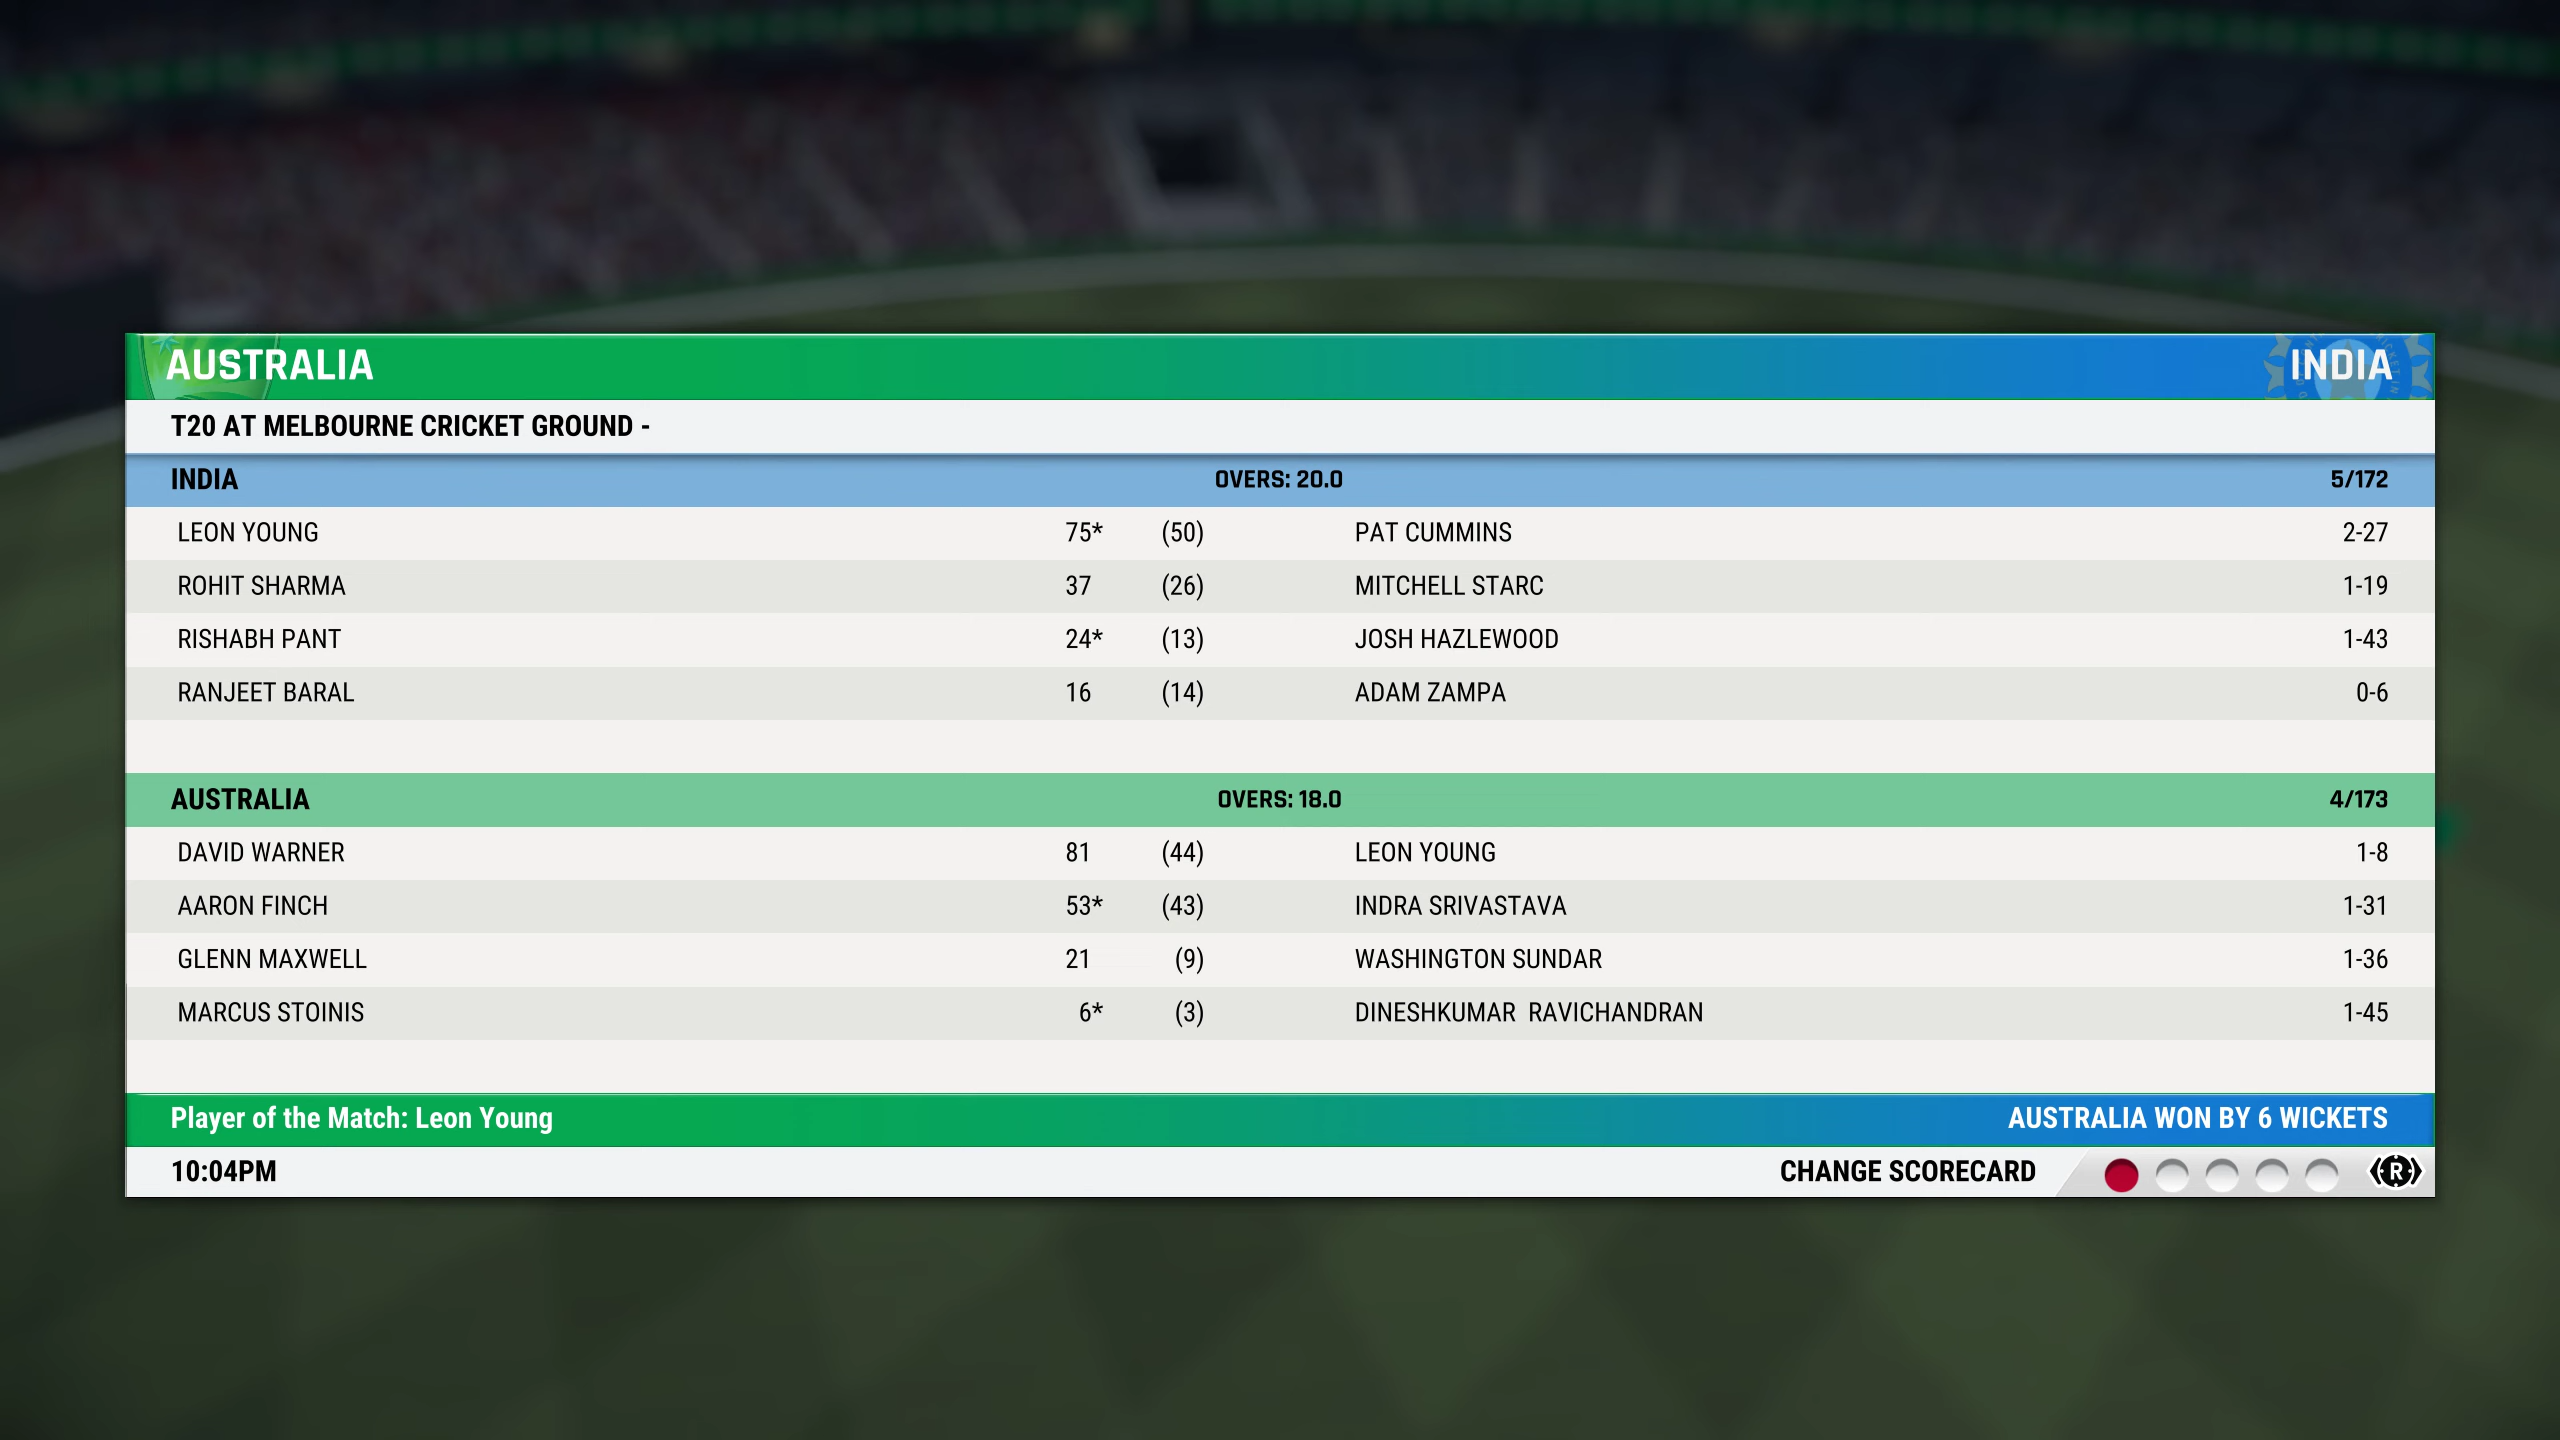 AUSTRALIA INDIA
T20 AT MELBOURNE CRICKET GROUND -
INDIA OVERS: 20.0 5/172
LEON YOUNG 75* (50) PAT CUMMINS 2-27
ROHIT SHARMA 37 (26) MITCHELL STARC 1-19
RISHABH PANT 24* (13) JOSH HAZLEWOOD 1-43
RANJEET BARAL 16 (14) ADAM ZAMPA 0-6
AUSTRALIA OVERS: 18.0 4/173
DAVID WARNER 81 (44) LEON YOUNG 1-8
AARON FINCH 53* (43) INDRA SRIVASTAVA 1-31
GLENN MAXWELL 21 (9) WASHINGTON SUNDAR 1-36
MARCUS STOINIS 6* (3) DINESHKUMAR RAVICHANDRAN 1-45
Player of the Match: Leon Young AUSTRALIA WON BY 6 WICKETS
10:04PM CHANGE SCORECARD R